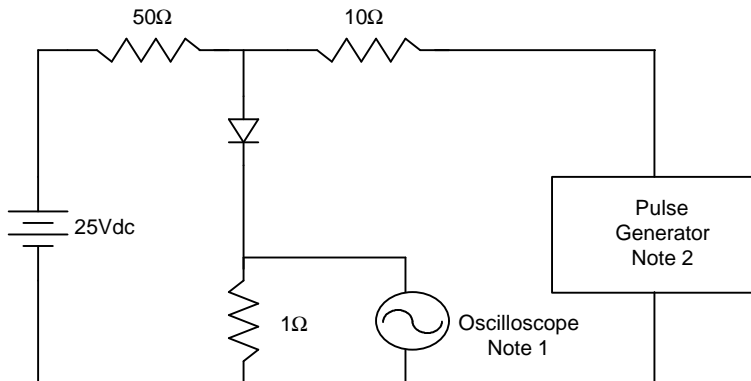 50Ω
10Ω
25Vdc
Pulse
Generator
Note 2
1Ω
Oscilloscope
Note 1